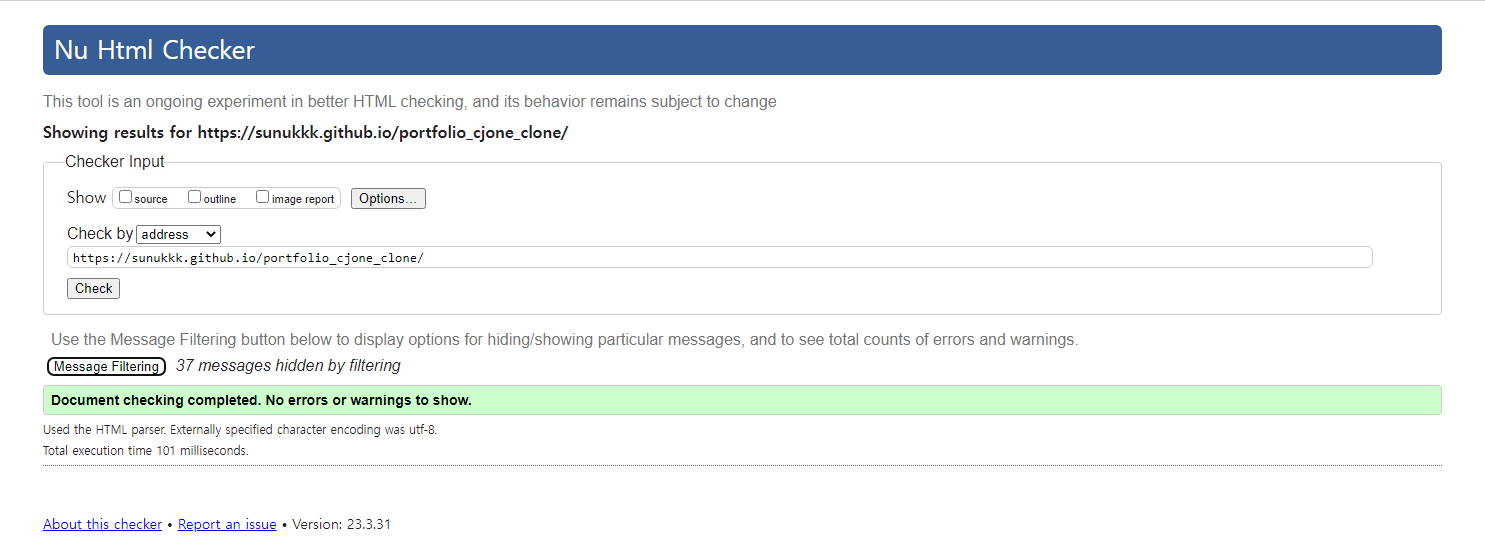 Nu Html Checker
This tool is an ongoing experiment in better HTML checking, and its behavior remains subject to change
Showing results for https://sunukkk.github.io/portfolio_cjone_clone/
Checker Input
Show source outline image report Options...
Check by address
https://sunukkk.github.io/portfolio_cjone_clone/
Check
Use the Message Filtering button below to display options for hiding/showing particular messages, and to see total counts of errors and warnings.
Message Filtering 37 messages hidden by filtering
Document checking completed. No errors or warnings to show.
Used the HTML parser. Externally specified character encoding was utf-8.
Total execution time 101 milliseconds.
About this checker • Report an issue • Version: 23.3.31